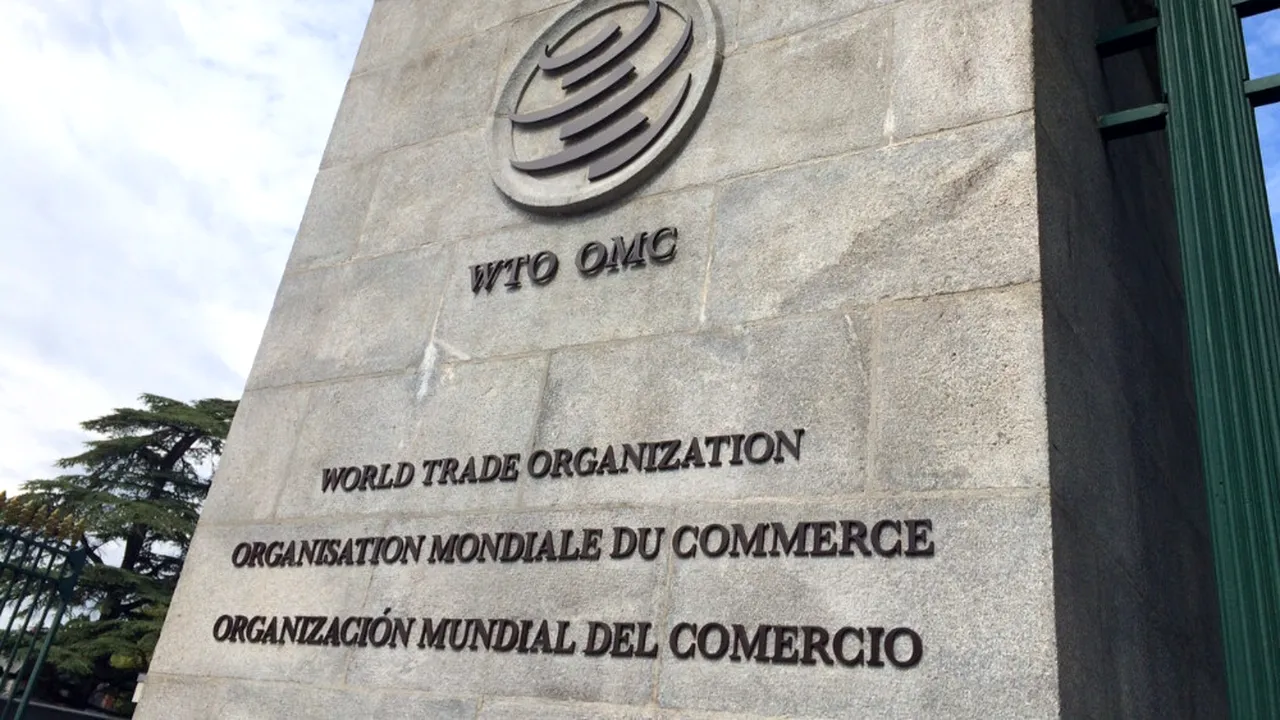 WTO OMC
WORLD TRADE ORGANIZATION
ORGANISATION MONDIALE DU COMMERCE
ORGANIZACIÓN MUNDIAL DEL COMERCIO